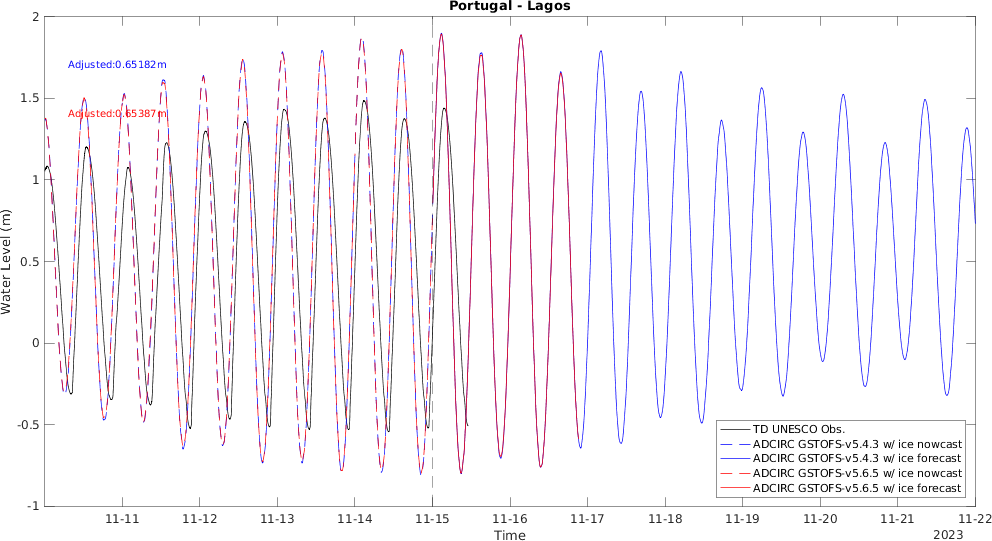 Portugal - Lagos
2
1.5
1
0.5
0
-0.5
-1
Water Level (m)
Adjusted:0.65182m
Adjusted:0.65387m
TD UNESCO Obs.
ADCIRC GSTOFS-v5.4.3 w/ ice nowcast
ADCIRC GSTOFS-v5.4.3 w/ ice forecast
ADCIRC GSTOFS-v5.6.5 w/ ice nowcast
ADCIRC GSTOFS-v5.6.5 w/ ice forecast
11-11 11-12 11-13 11-14 11-15 11-16 11-17 11-18 11-19 11-20 11-21 11-22
Time
2023